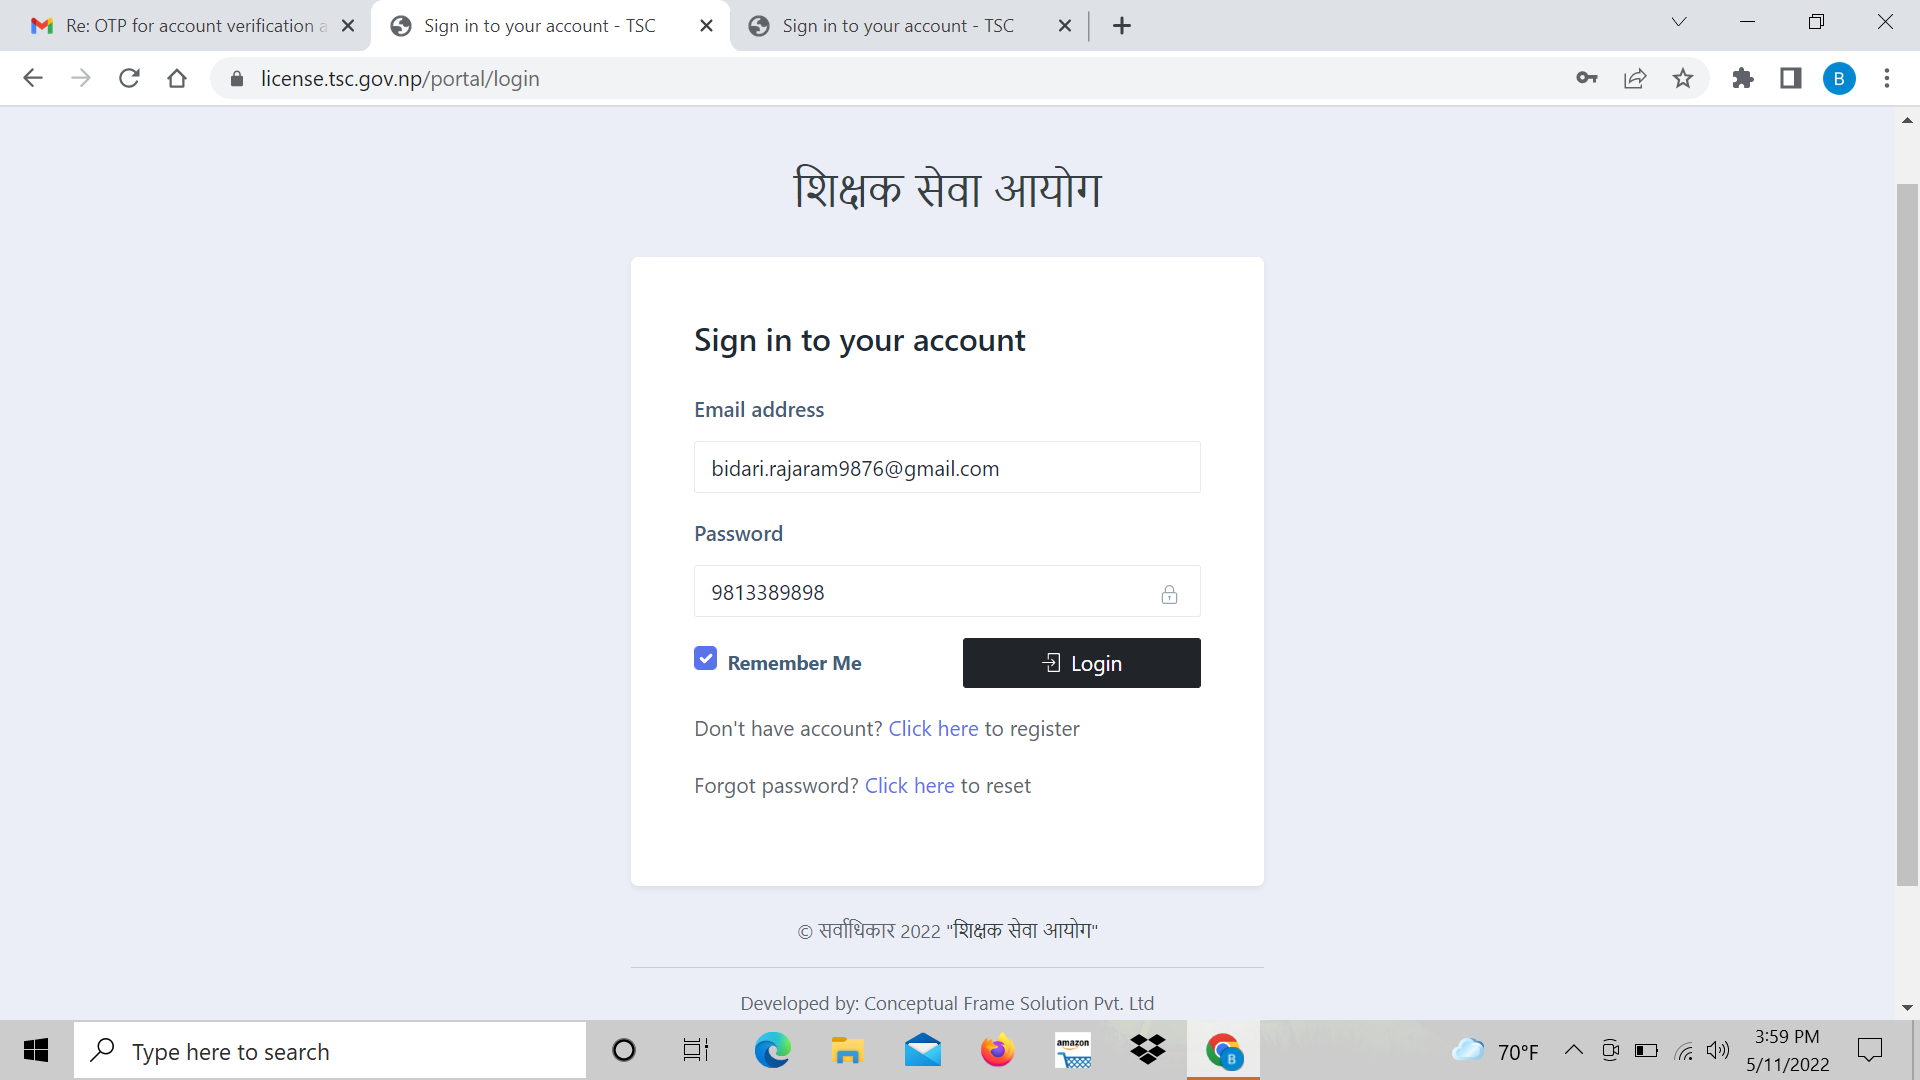 Re: OTP for account verification a
Sign in to your account - TSC
Sign in to your account - TSC
license.tsc.gov.np/portal/login
B
शिक्षक सेवा आयोग
Sign in to your account
Email address
bidari.rajaram9876@gmail.com
Password
9813389898
Remember Me
Login
Don't have account? Click here to register
Forgot password? Click here to reset
© सर्वाधिकार 2022 "शिक्षक सेवा आयोग"
Developed by: Conceptual Frame Solution Pvt. Ltd
Type here to search
amazon
B
70°F
3:59 PM
5/11/2022